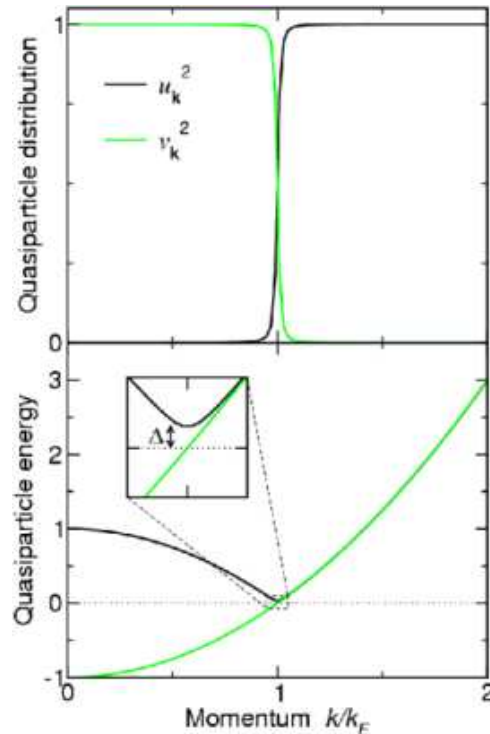 1
u_k^2
v_k^2
Quasiparticle distribution
0
3
Δ
2
Quasiparticle energy
1
0
-1
0
1
2
Momentum k/k_F